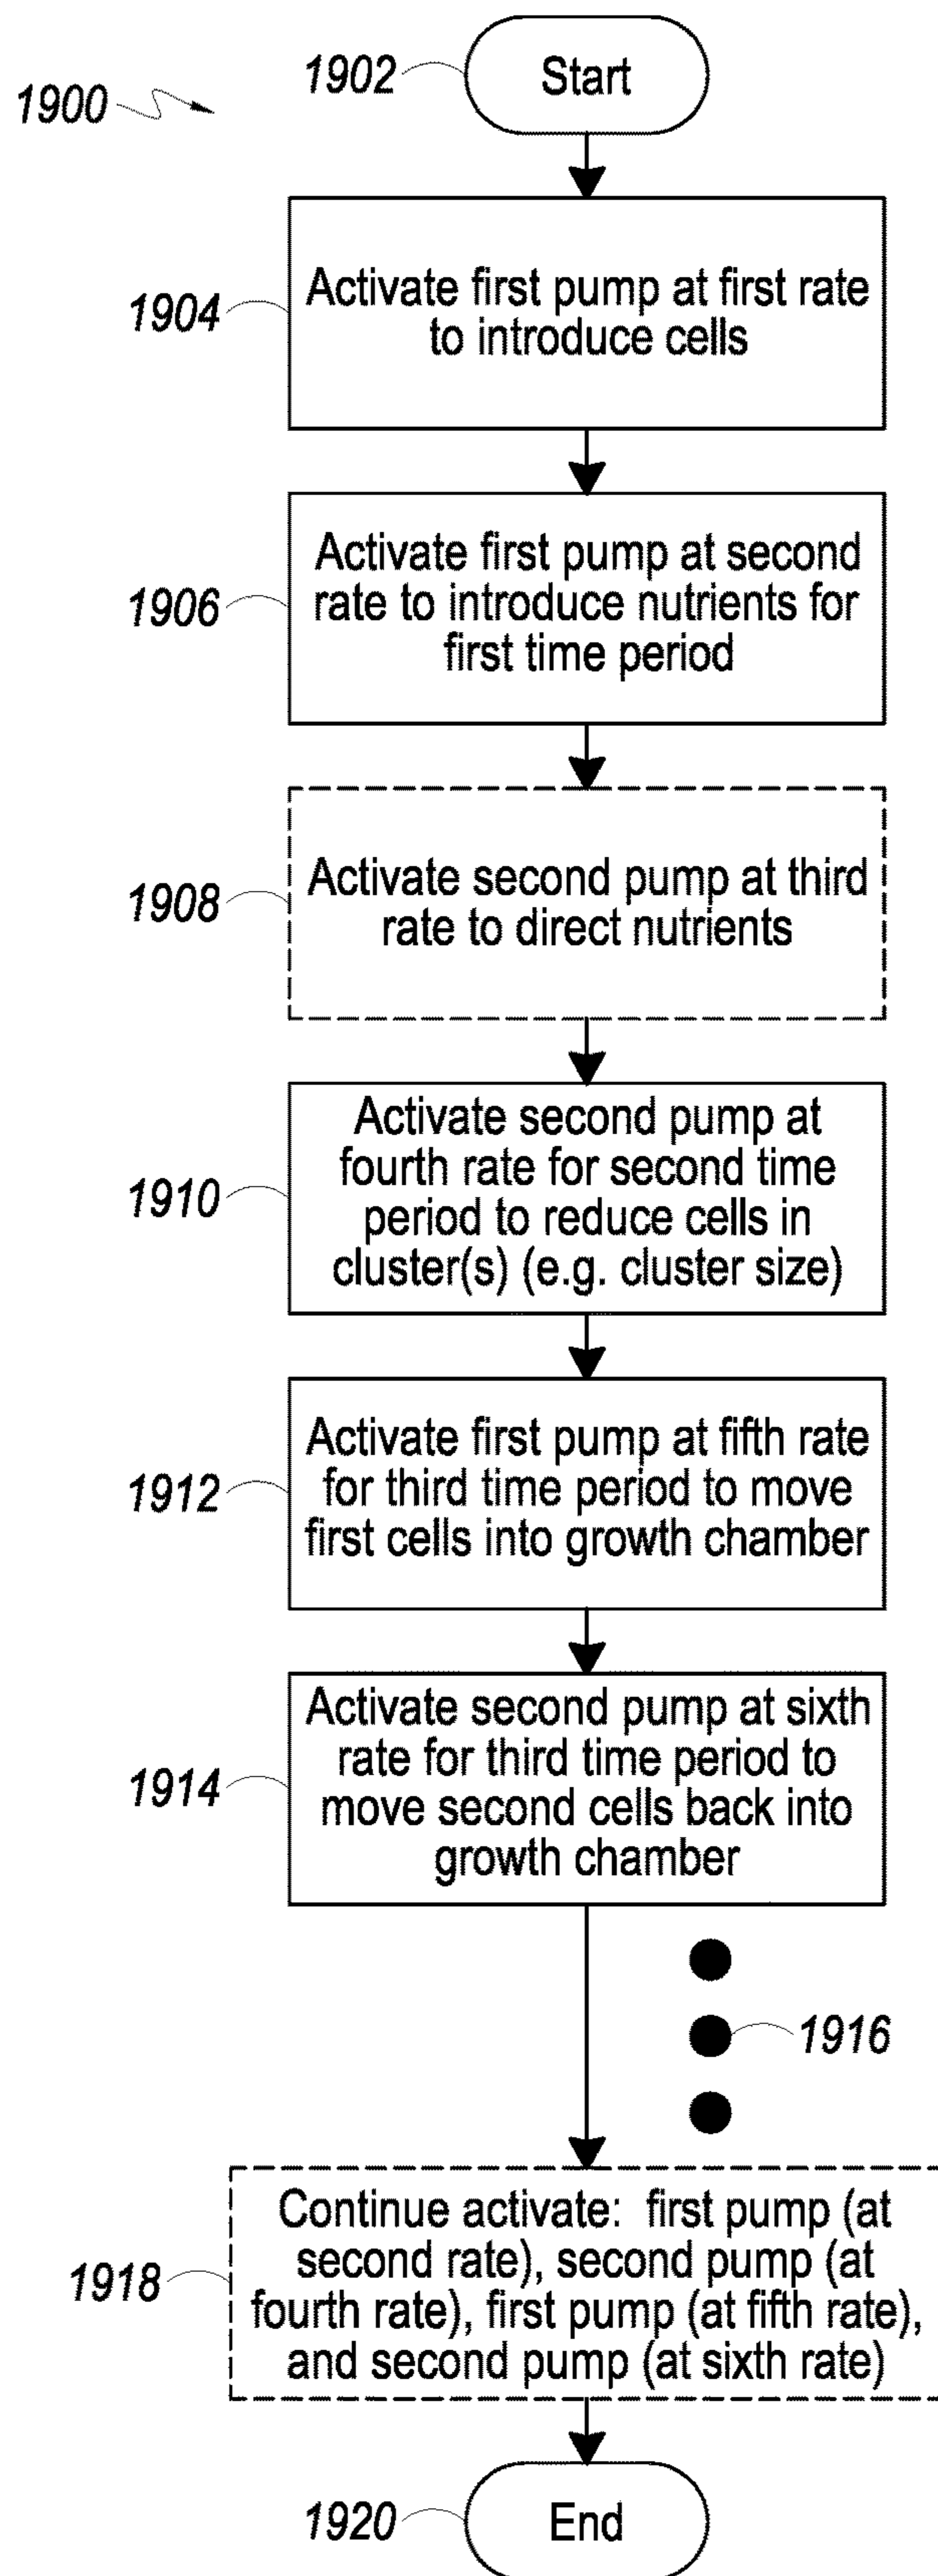 1902
Start
1900
1904
Activate first pump at first rate
to introduce cells
1906
Activate first pump at second
rate to introduce nutrients for
first time period
1908
Activate second pump at third
rate to direct nutrients
1910
Activate second pump at
fourth rate for second time
period to reduce cells in
cluster(s) (e.g. cluster size)
1912
Activate first pump at fifth rate
for third time period to move
first cells into growth chamber
1914
Activate second pump at sixth
rate for third time period to
move second cells back into
growth chamber
1916
1918
Continue activate: first pump (at
second rate), second pump (at
fourth rate), first pump (at fifth rate),
and second pump (at sixth rate)
1920
End